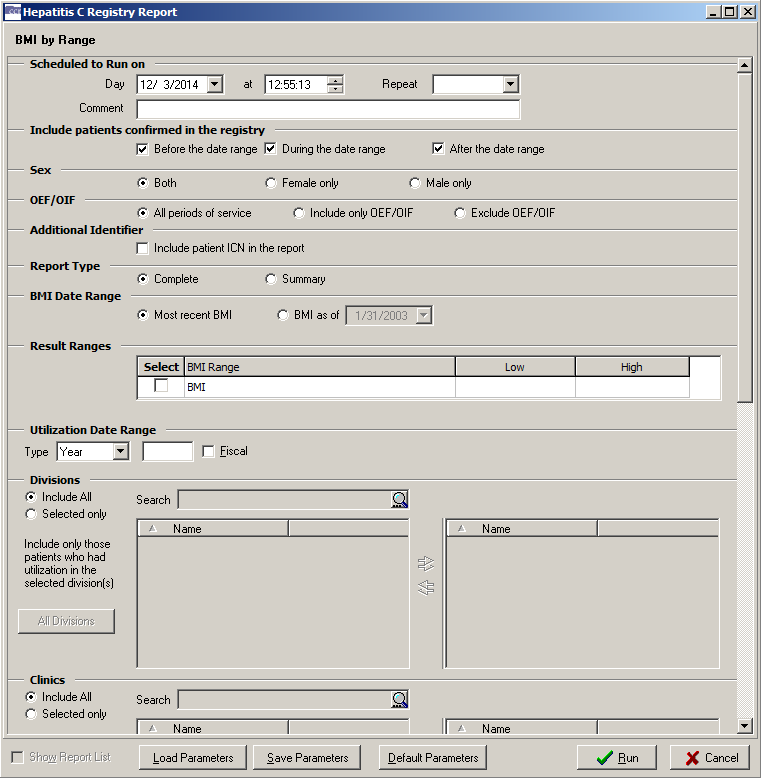 Hepatitis C Registry Report
BMI by Range
Scheduled to Run on
Day 12/ 3/2014 at 12:55:13 Repeat
Comment
Include patients confirmed in the registry
Before the date range During the date range After the date range
Sex
Both Female only Male only
OEF/OIF
All periods of service Include only OEF/OIF Exclude OEF/OIF
Additional Identifier
Include patient ICN in the report
Report Type
Complete Summary
BMI Date Range
Most recent BMI BMI as of 1/31/2003
Result Ranges
Select BMI Range Low High
BMI
Utilization Date Range
Type Year Fiscal
Divisions
Include All Search
Selected only
Name Name
Include only those
patients who had
utilization in the
selected division(s)
All Divisions
Clinics
Include All Search
Selected only
Name Name
Show Report List Load Parameters Save Parameters Default Parameters Run Cancel